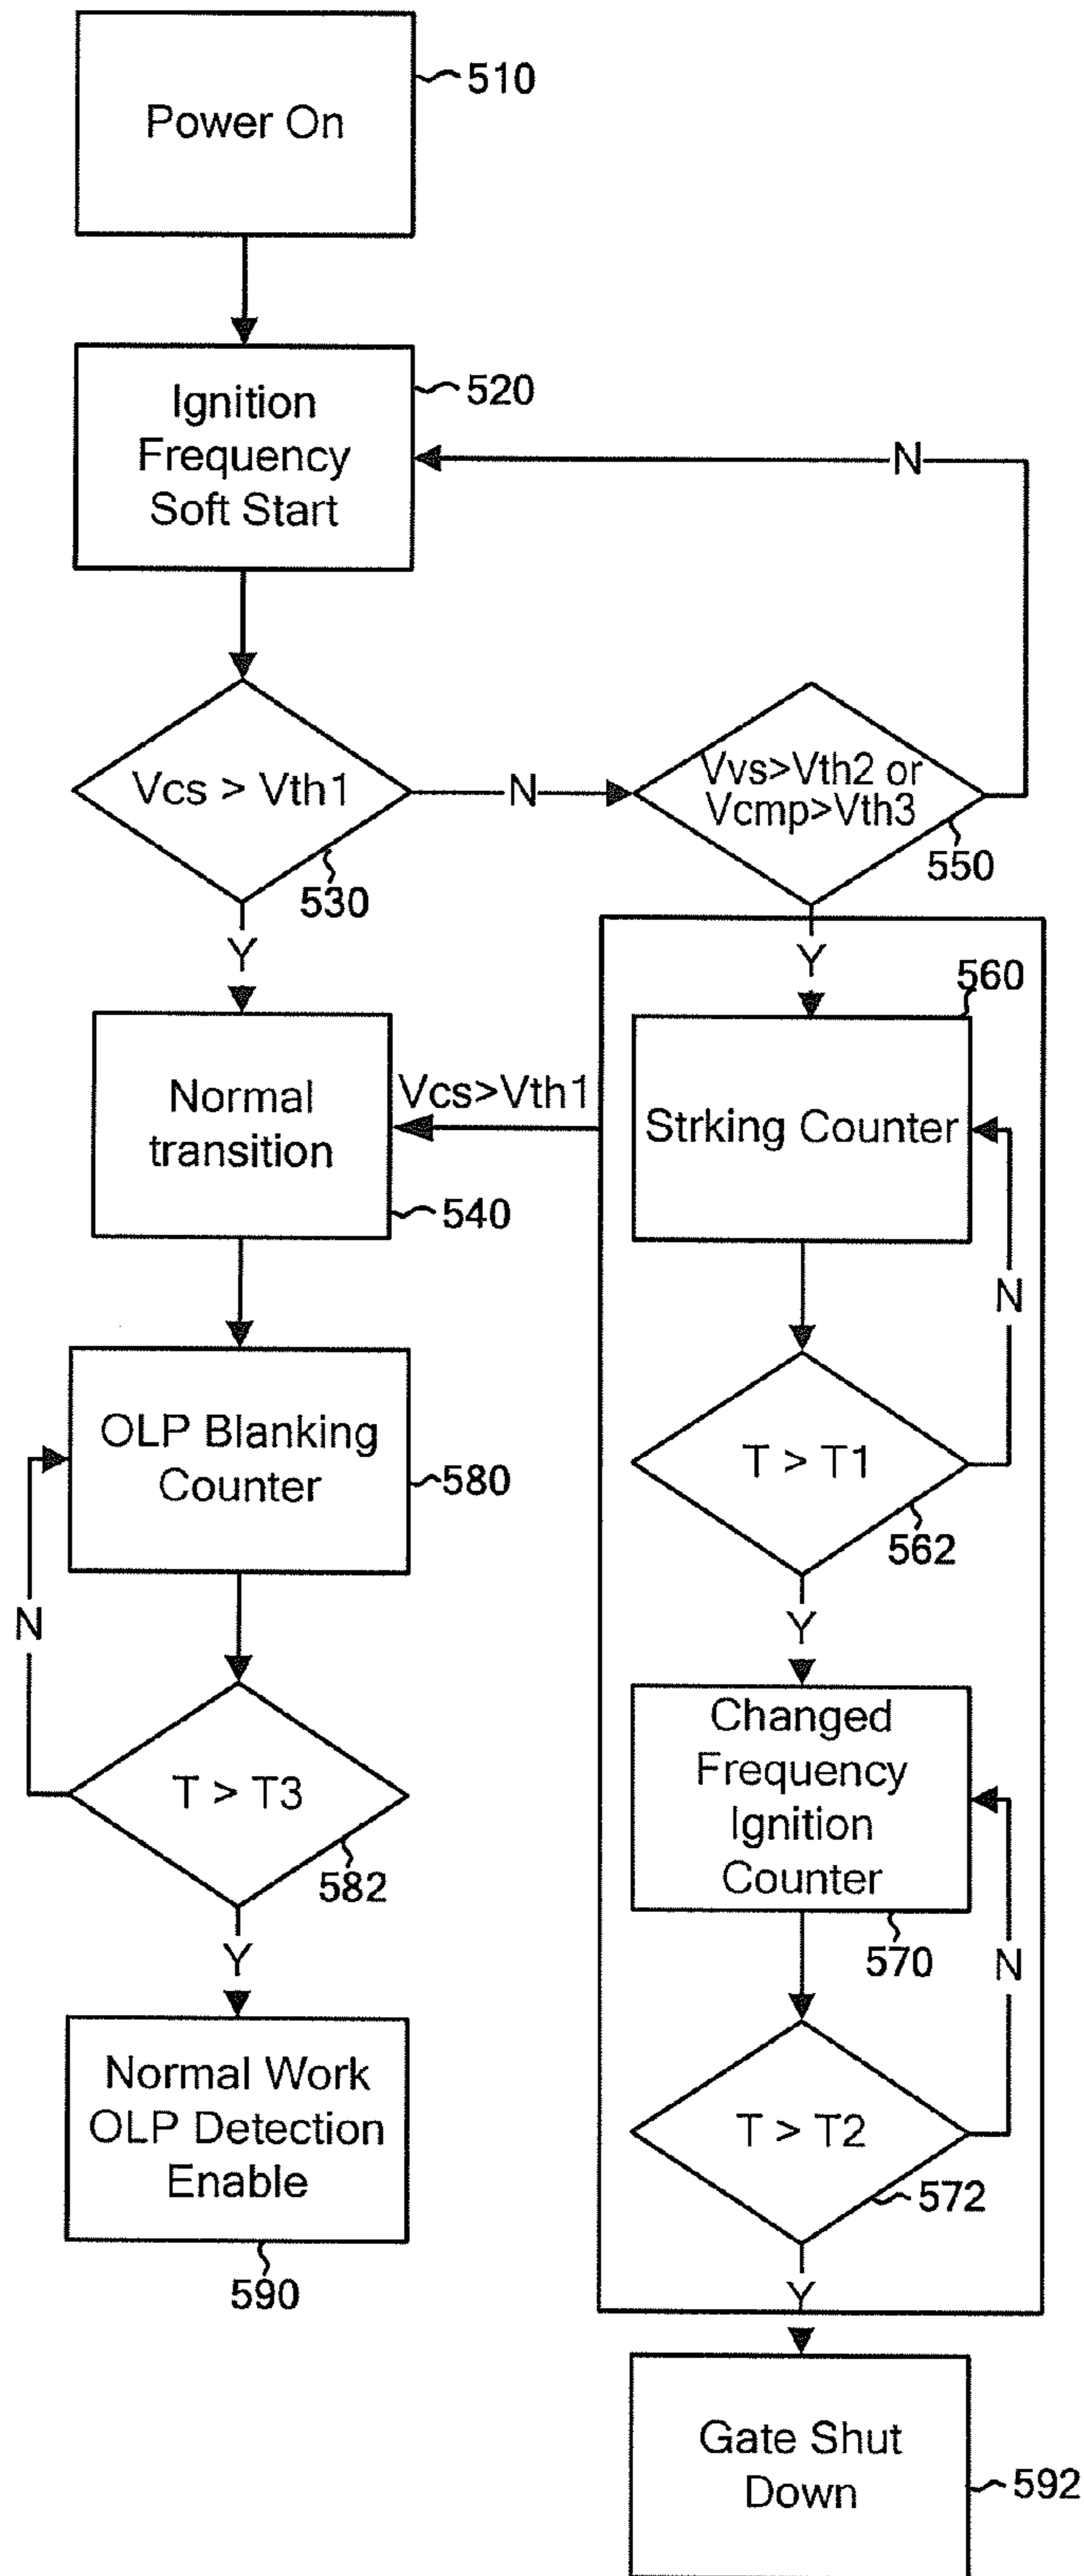 Power On
510
Ignition
Frequency
Soft Start
520
N
Vcs > Vth1
530
N
Vvs>Vth2 or
Vcmp>Vth3
550
Y
Y
560
Normal
transition
540
Vcs>Vth1
Strking Counter
N
OLP Blanking
Counter
580
T > T1
562
N
Y
T > T3
582
Changed
Frequency
Ignition
Counter
570
N
Y
Normal Work
OLP Detection
Enable
590
T > T2
572
Y
Gate Shut
Down
592